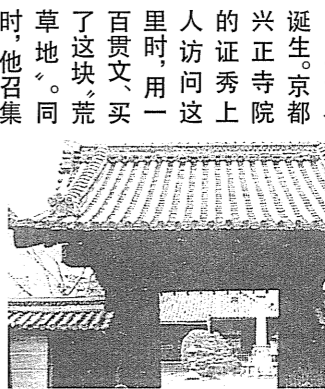 诞生。京都
兴正寺院
的证秀上
人访问这
里时，用一
百贯文、买
了这块〝荒
草地〞。同
时，他召集